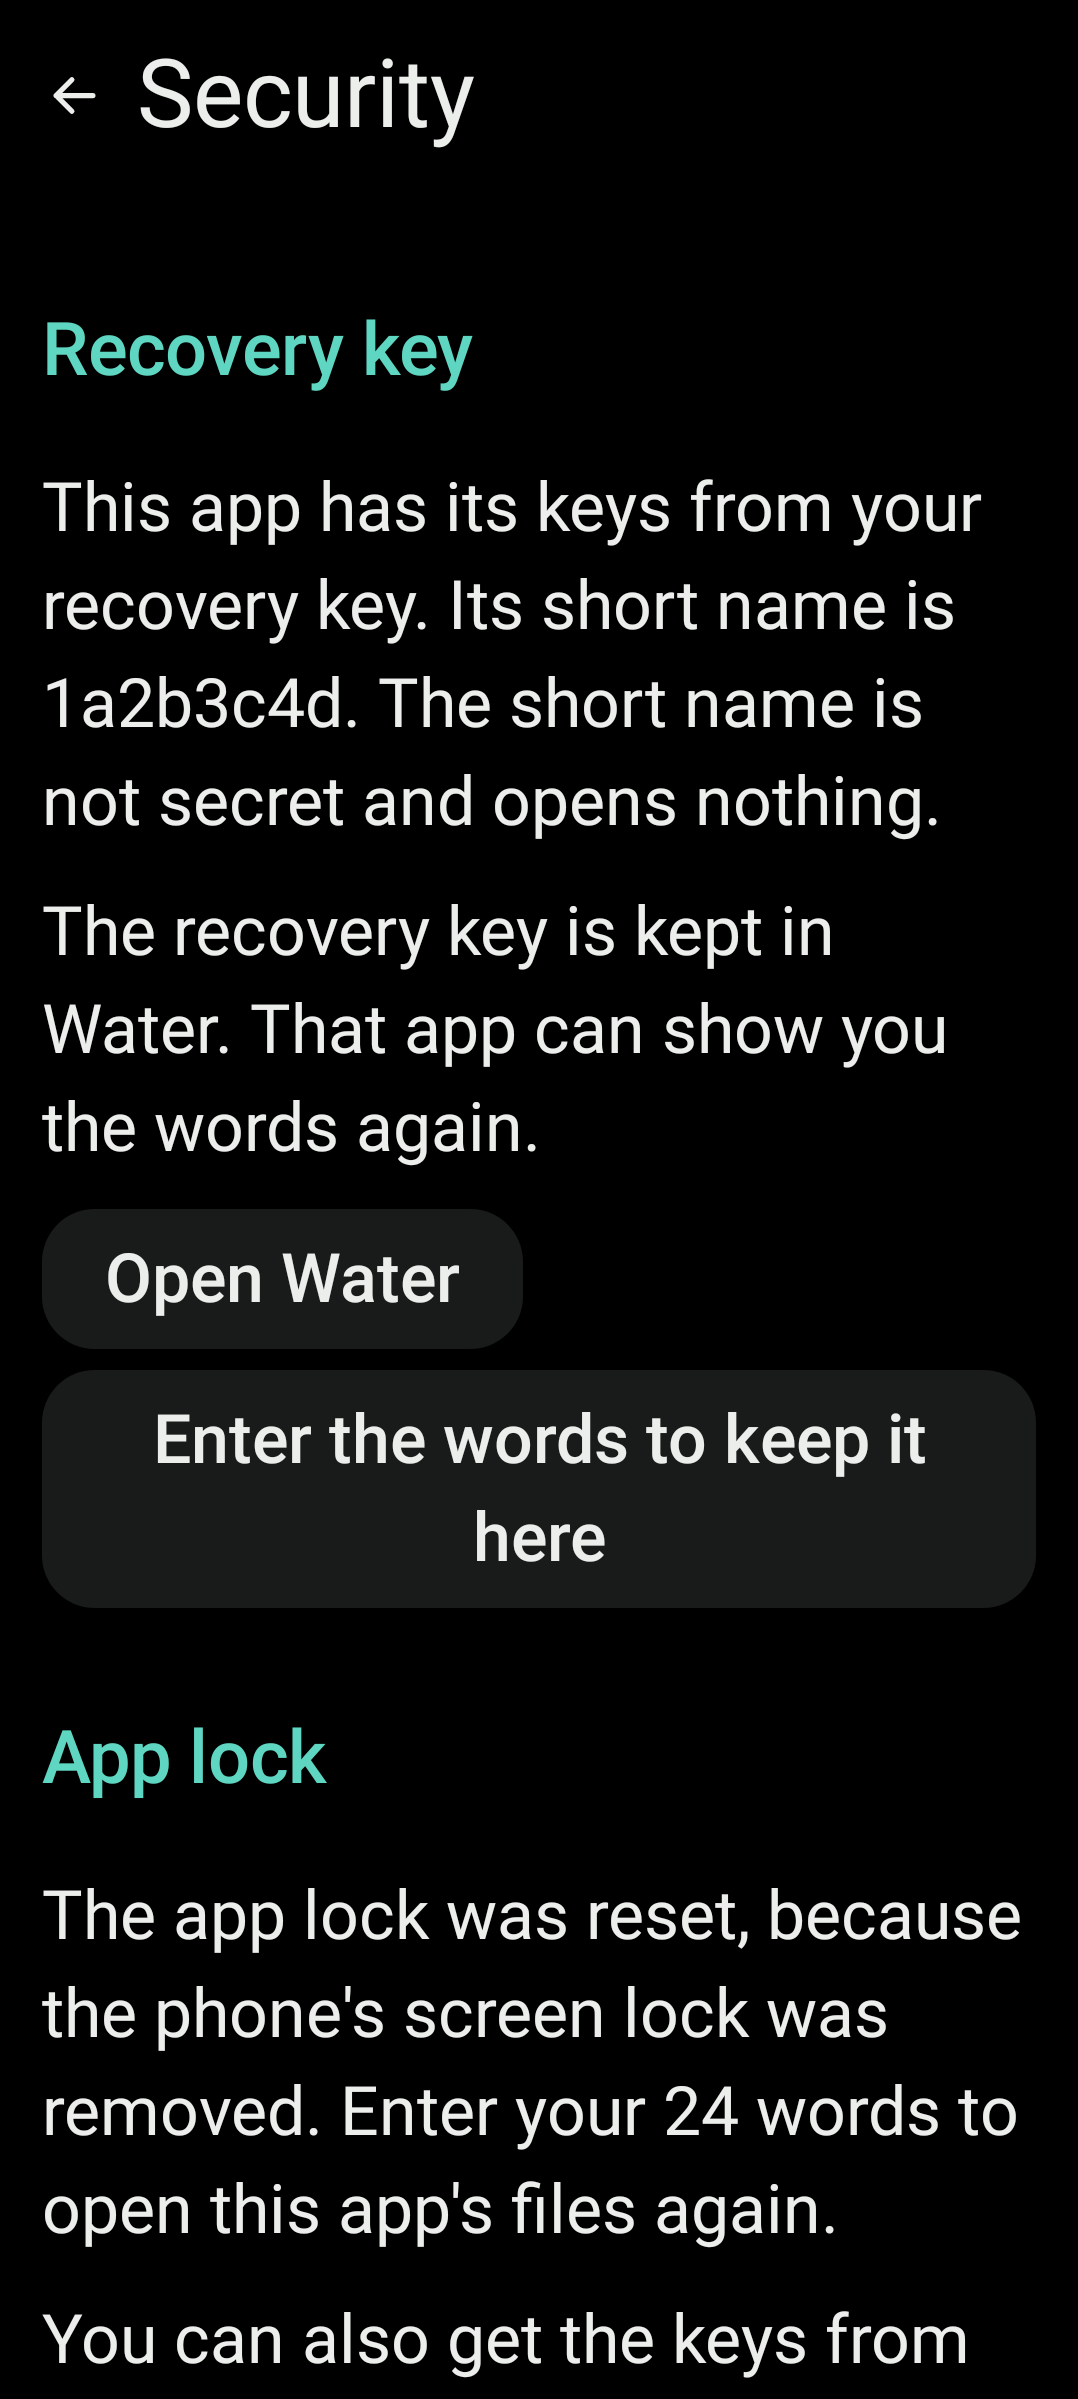 Security
Recovery key
This app has its keys from your
recovery key. Its short name is
1a2b3c4d. The short name is
not secret and opens nothing.
The recovery key is kept in
Water. That app can show you
the words again.
Open Water
Enter the words to keep it
here
App lock
The app lock was reset, because
the phone's screen lock was
removed. Enter your 24 words to
open this app's files again.
You can also get the keys from